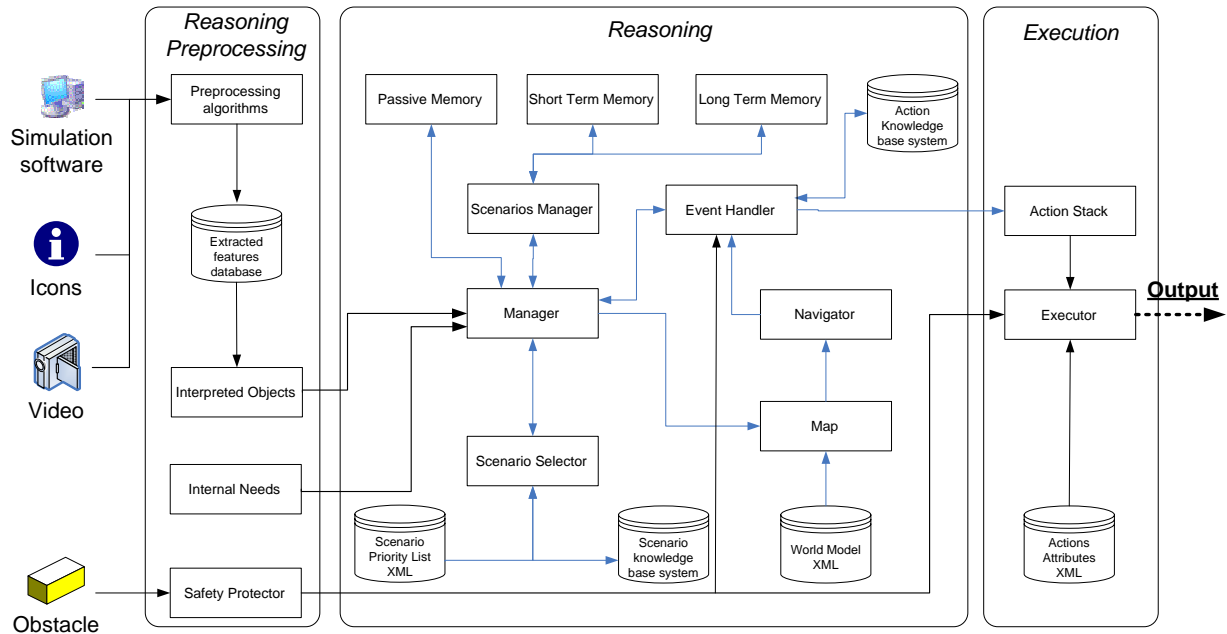 Reasoning
Preprocessing
Reasoning
Execution
Simulation
software
Icons
Video
Obstacle
Preprocessing
algorithms
Extracted
features
database
Interpreted Objects
Internal Needs
Safety Protector
Passive Memory
Short Term Memory
Long Term Memory
Action
Knowledge
base system
Scenarios Manager
Event Handler
Manager
Navigator
Scenario Selector
Map
Scenario
Priority List
XML
Scenario
knowledge
base system
World Model
XML
Action Stack
Executor
Output
Actions
Attributes
XML